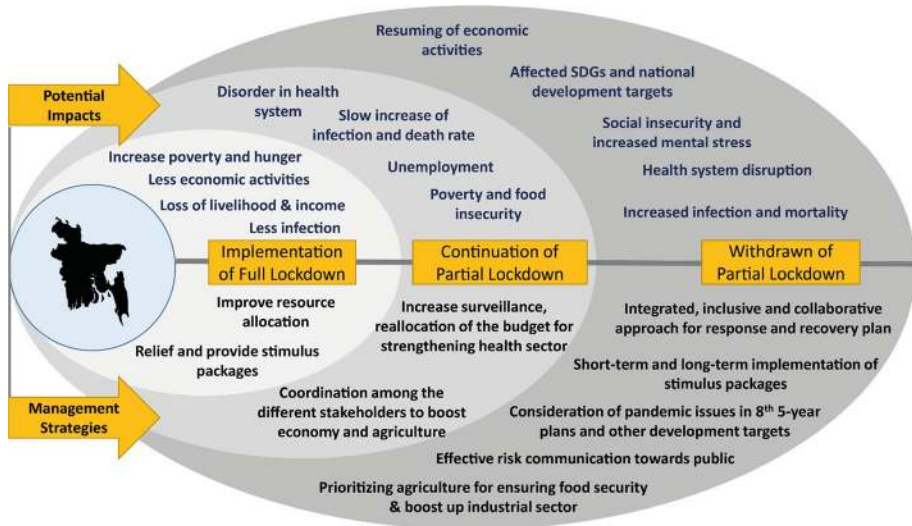 Resuming of economic
activities
Potential
Impacts
Affected SDGs and national
development targets
Disorder in health
system
Slow increase of
infection and death rate
Social insecurity and
increased mental stress
Increase poverty and hunger
Unemployment
Health system disruption
Less economic activities
Poverty and food
insecurity
Loss of livelihood & income
Increased infection and mortality
Less infection
Implementation
of Full Lockdown
Continuation of
Partial Lockdown
Withdrawn of
Partial Lockdown
Improve resource
allocation
Increase surveillance,
reallocation of the budget for
strengthening health sector
Integrated, inclusive and collaborative
approach for response and recovery plan
Relief and provide stimulus
packages
Short-term and long-term implementation of
stimulus packages
Management
Strategies
Coordination among the
different stakeholders to boost
economy and agriculture
Consideration of pandemic issues in 8th 5-year
plans and other development targets
Effective risk communication towards public
Prioritizing agriculture for ensuring food security
& boost up industrial sector